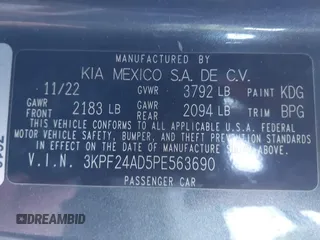 MANUFACTURED BY
KIA MEXICO S.A. DE C.V.
11/22 GVWR 3792 LB PAINT KDG
GAWR FRONT 2183 LB GAWR REAR 2094 LB TRIM BPG
THIS VEHICLE CONFORMS TO ALL APPLICABLE U.S. FEDERAL
MOTOR VEHICLE SAFETY, BUMPER, AND THEFT PREVENTION STANDARDS
IN EFFECT ON THE DATE OF MANUFACTURE SHOWN ABOVE.
V.I.N. 3KPF24AD5PE563690
PASSENGER CAR
DREAMBID